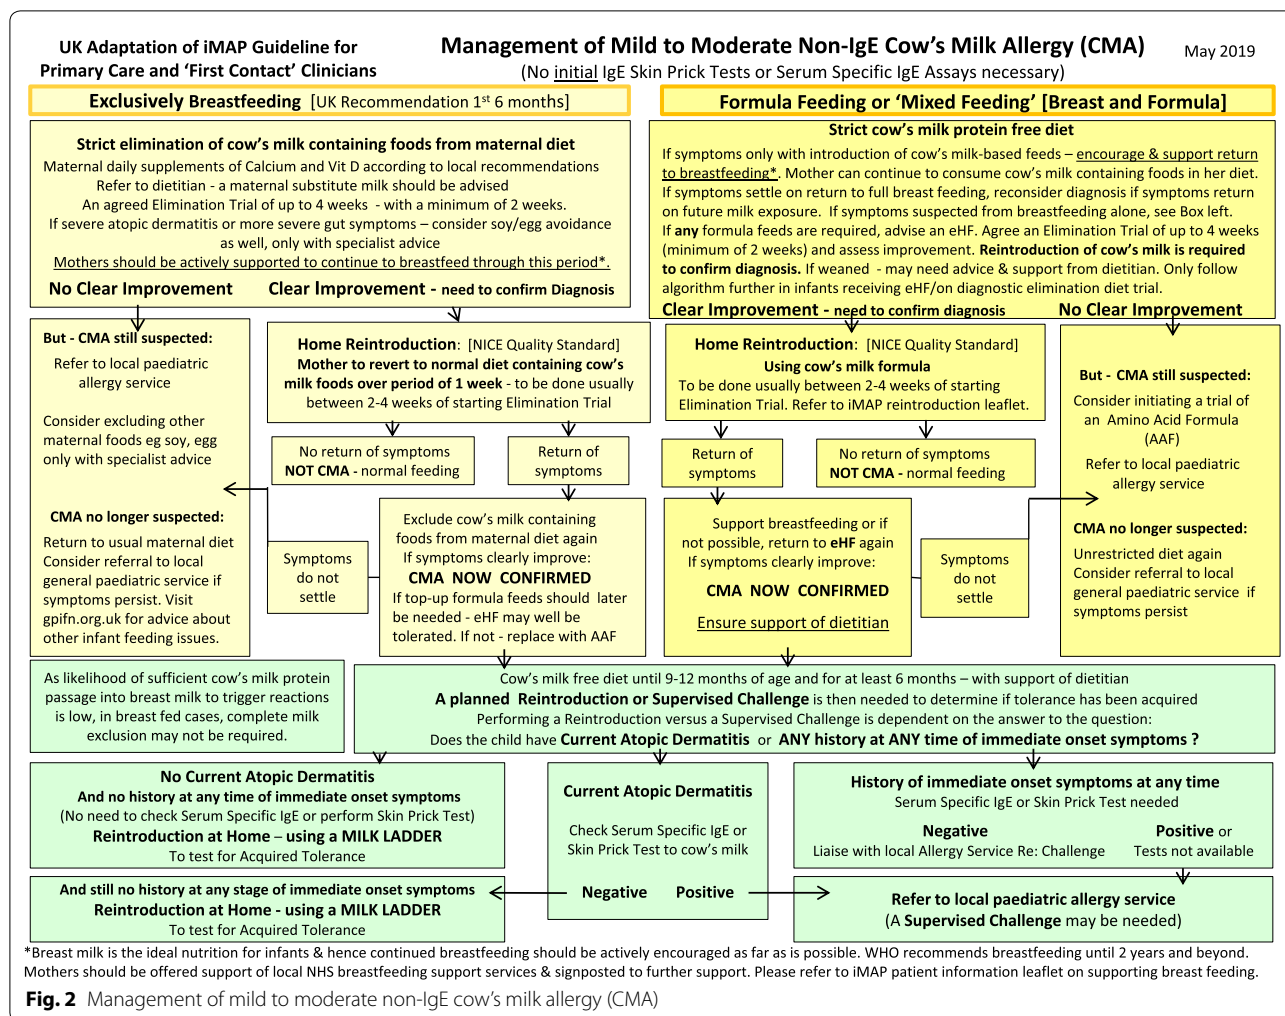 UK Adaptation of iMAP Guideline for
Primary Care and ‘First Contact’ Clinicians
Management of Mild to Moderate Non-IgE Cow’s Milk Allergy (CMA)
(No initial IgE Skin Prick Tests or Serum Specific IgE Assays necessary)
May 2019
Exclusively Breastfeeding [UK Recommendation 1st 6 months]
Strict elimination of cow’s milk containing foods from maternal diet
Maternal daily supplements of Calcium and Vit D according to local recommendations
Refer to dietitian - a maternal substitute milk should be advised
An agreed Elimination Trial of up to 4 weeks - with a minimum of 2 weeks.
If severe atopic dermatitis or more severe gut symptoms – consider soy/egg avoidance
as well, only with specialist advice
Mothers should be actively supported to continue to breastfeed through this period*.
No Clear Improvement
Clear Improvement - need to confirm Diagnosis
Formula Feeding or ‘Mixed Feeding’ [Breast and Formula]
Strict cow’s milk protein free diet
If symptoms only with introduction of cow’s milk-based feeds – encourage & support return
to breastfeeding*. Mother can continue to consume cow’s milk containing foods in her diet.
If symptoms settle on return to full breast feeding, reconsider diagnosis if symptoms return
on future milk exposure. If symptoms suspected from breastfeeding alone, see Box left.
If any formula feeds are required, advise an eHF. Agree an Elimination Trial of up to 4 weeks
(minimum of 2 weeks) and assess improvement. Reintroduction of cow’s milk is required
to confirm diagnosis. If weaned - may need advice & support from dietitian. Only follow
algorithm further in infants receiving eHF/on diagnostic elimination diet trial.
Clear Improvement - need to confirm diagnosis
No Clear Improvement
But - CMA still suspected:
Refer to local paediatric
allergy service
Consider excluding other
maternal foods eg soy, egg
only with specialist advice
CMA no longer suspected:
Return to usual maternal diet
Consider referral to local
general paediatric service if
symptoms persist. Visit
gpifn.org.uk for advice about
other infant feeding issues.
Home Reintroduction: [NICE Quality Standard]
Mother to revert to normal diet containing cow’s
milk foods over period of 1 week - to be done usually
between 2-4 weeks of starting Elimination Trial
No return of symptoms
NOT CMA - normal feeding
Return of
symptoms
Symptoms
do not
settle
Exclude cow’s milk containing
foods from maternal diet again
If symptoms clearly improve:
CMA NOW CONFIRMED
If top-up formula feeds should later
be needed - eHF may well be
tolerated. If not - replace with AAF
Home Reintroduction: [NICE Quality Standard]
Using cow’s milk formula
To be done usually between 2-4 weeks of starting
Elimination Trial. Refer to iMAP reintroduction leaflet.
Return of
symptoms
No return of symptoms
NOT CMA - normal feeding
Support breastfeeding or if
not possible, return to eHF again
If symptoms clearly improve:
CMA NOW CONFIRMED
Ensure support of dietitian
Symptoms
do not
settle
But - CMA still suspected:
Consider initiating a trial of
an Amino Acid Formula
(AAF)
Refer to local paediatric
allergy service
CMA no longer suspected:
Unrestricted diet again
Consider referral to local
general paediatric service if
symptoms persist
As likelihood of sufficient cow’s milk protein
passage into breast milk to trigger reactions
is low, in breast fed cases, complete milk
exclusion may not be required.
Cow’s milk free diet until 9-12 months of age and for at least 6 months – with support of dietitian
A planned Reintroduction or Supervised Challenge is then needed to determine if tolerance has been acquired
Performing a Reintroduction versus a Supervised Challenge is dependent on the answer to the question:
Does the child have Current Atopic Dermatitis or ANY history at ANY time of immediate onset symptoms ?
No Current Atopic Dermatitis
And no history at any time of immediate onset symptoms
(No need to check Serum Specific IgE or perform Skin Prick Test)
Reintroduction at Home – using a MILK LADDER
To test for Acquired Tolerance
And still no history at any stage of immediate onset symptoms
Reintroduction at Home - using a MILK LADDER
To test for Acquired Tolerance
Current Atopic Dermatitis
Check Serum Specific IgE or
Skin Prick Test to cow’s milk
Negative Positive
History of immediate onset symptoms at any time
Serum Specific IgE or Skin Prick Test needed
Negative
Liaise with local Allergy Service Re: Challenge
Positive or
Tests not available
Refer to local paediatric allergy service
(A Supervised Challenge may be needed)
*Breast milk is the ideal nutrition for infants & hence continued breastfeeding should be actively encouraged as far as is possible. WHO recommends breastfeeding until 2 years and beyond.
Mothers should be offered support of local NHS breastfeeding support services & signposted to further support. Please refer to iMAP patient information leaflet on supporting breast feeding.
Fig. 2 Management of mild to moderate non-IgE cow’s milk allergy (CMA)